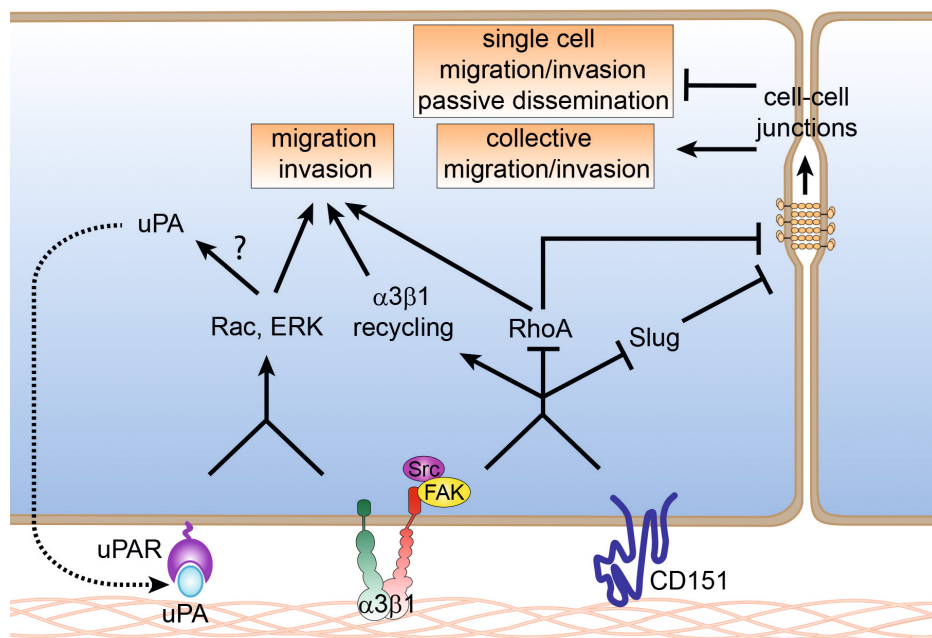 single cell
migration/invasion
passive dissemination
cell-cell
junctions
migration
invasion
collective
migration/invasion
uPA
?
α3β1
recycling
Rac, ERK
RhoA
Slug
Src
FAK
uPAR
uPA
α3β1
CD151